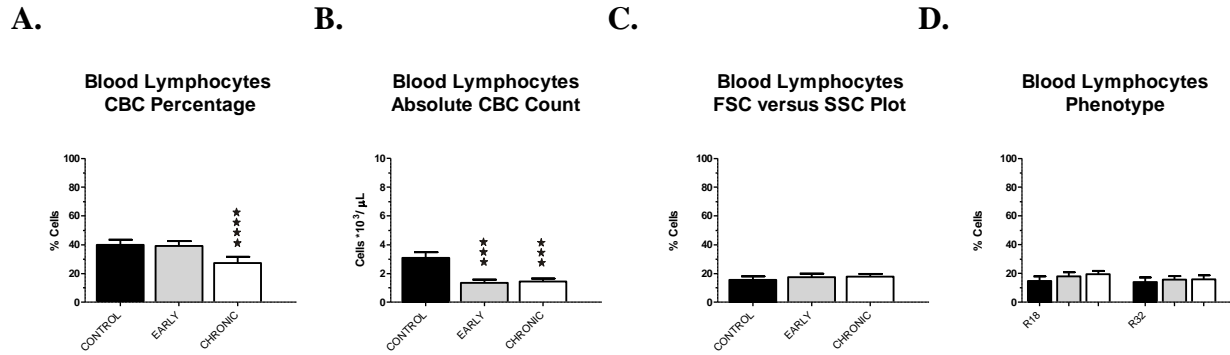 A.
B.
C.
D.
Blood Lymphocytes
CBC Percentage
% Cells
100
80
60
40
20
0
CONTROL
EARLY
CHRONIC
Blood Lymphocytes
Absolute CBC Count
Cells *10³/ µL
10
8
6
4
2
0
CONTROL
EARLY
CHRONIC
Blood Lymphocytes
FSC versus SSC Plot
% Cells
100
80
60
40
20
0
CONTROL
EARLY
CHRONIC
Blood Lymphocytes
Phenotype
% Cells
100
80
60
40
20
0
R18
R32